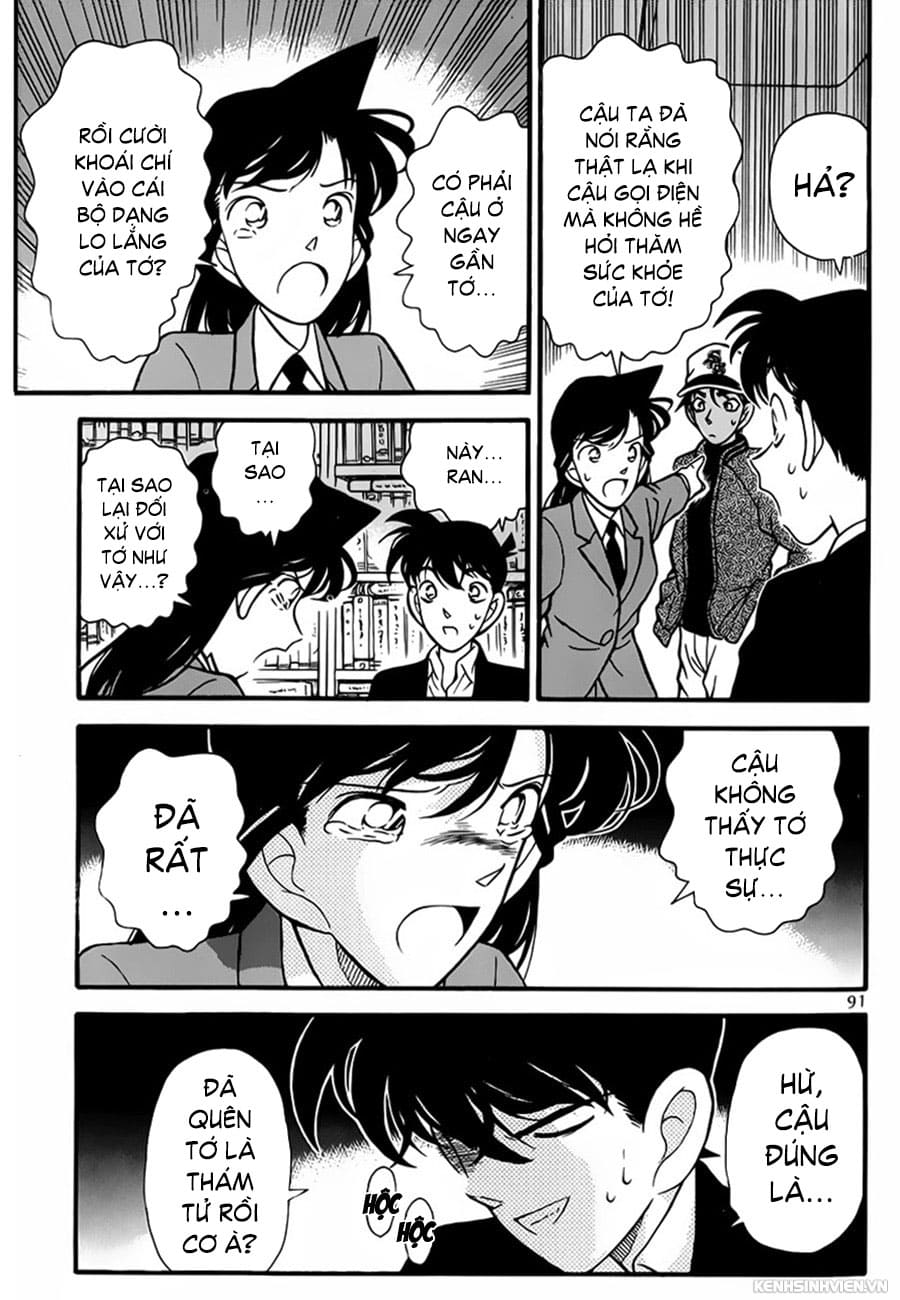 HẢ?
CẬU TA ĐÃ
NÓI RẰNG
THẬT LẠ KHI
CẬU GỌI ĐIỆN
MÀ KHÔNG HỀ
HỎI THĂM
SỨC KHỎE
CỦA TỚ!
CÓ PHẢI
CẬU Ở
NGAY
GẦN
TỚ...
RỒI CƯỜI
KHOÁI CHÍ
VÀO CÁI
BỘ DẠNG
LO LẮNG
CỦA TỚ?
NÀY...
RAN...
TẠI
SAO
...
TẠI SAO
LẠI ĐỐI
XỬ VỚI
TỚ NHƯ
VẬY...?
CẬU
KHÔNG
THẤY TỚ
THỰC
SỰ...
ĐÃ
RẤT
...
91
HỪ,
CẬU
ĐÚNG
LÀ...
HỘC
HỘC
ĐÃ
QUÊN
TỚ LÀ
THÁM
TỬ RỒI
CƠ À?
KENHSINHVIEN.VN